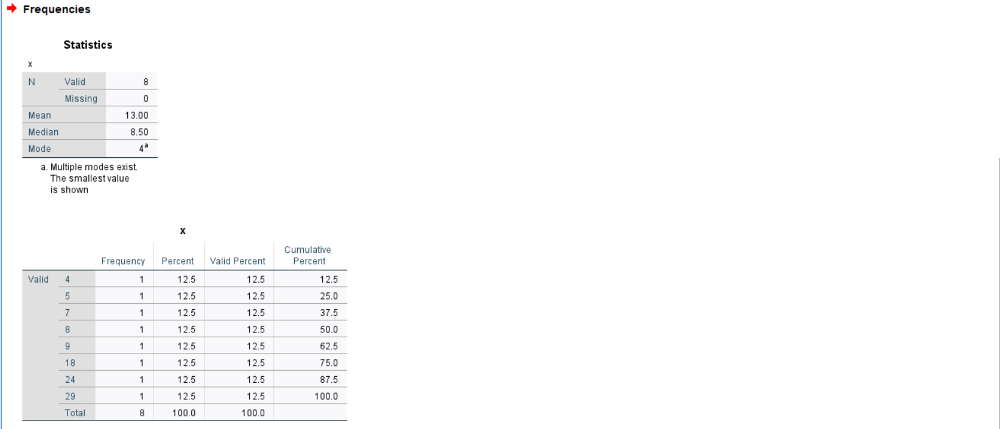 Frequencies
Statistics
x
N Valid 8
Missing 0
Mean 13.00
Median 8.50
Mode 4a
a. Multiple modes exist.
The smallest value
is shown
x
Frequency Percent Valid Percent Cumulative Percent
Valid 4 1 12.5 12.5 12.5
5 1 12.5 12.5 25.0
7 1 12.5 12.5 37.5
8 1 12.5 12.5 50.0
9 1 12.5 12.5 62.5
18 1 12.5 12.5 75.0
24 1 12.5 12.5 87.5
29 1 12.5 12.5 100.0
Total 8 100.0 100.0